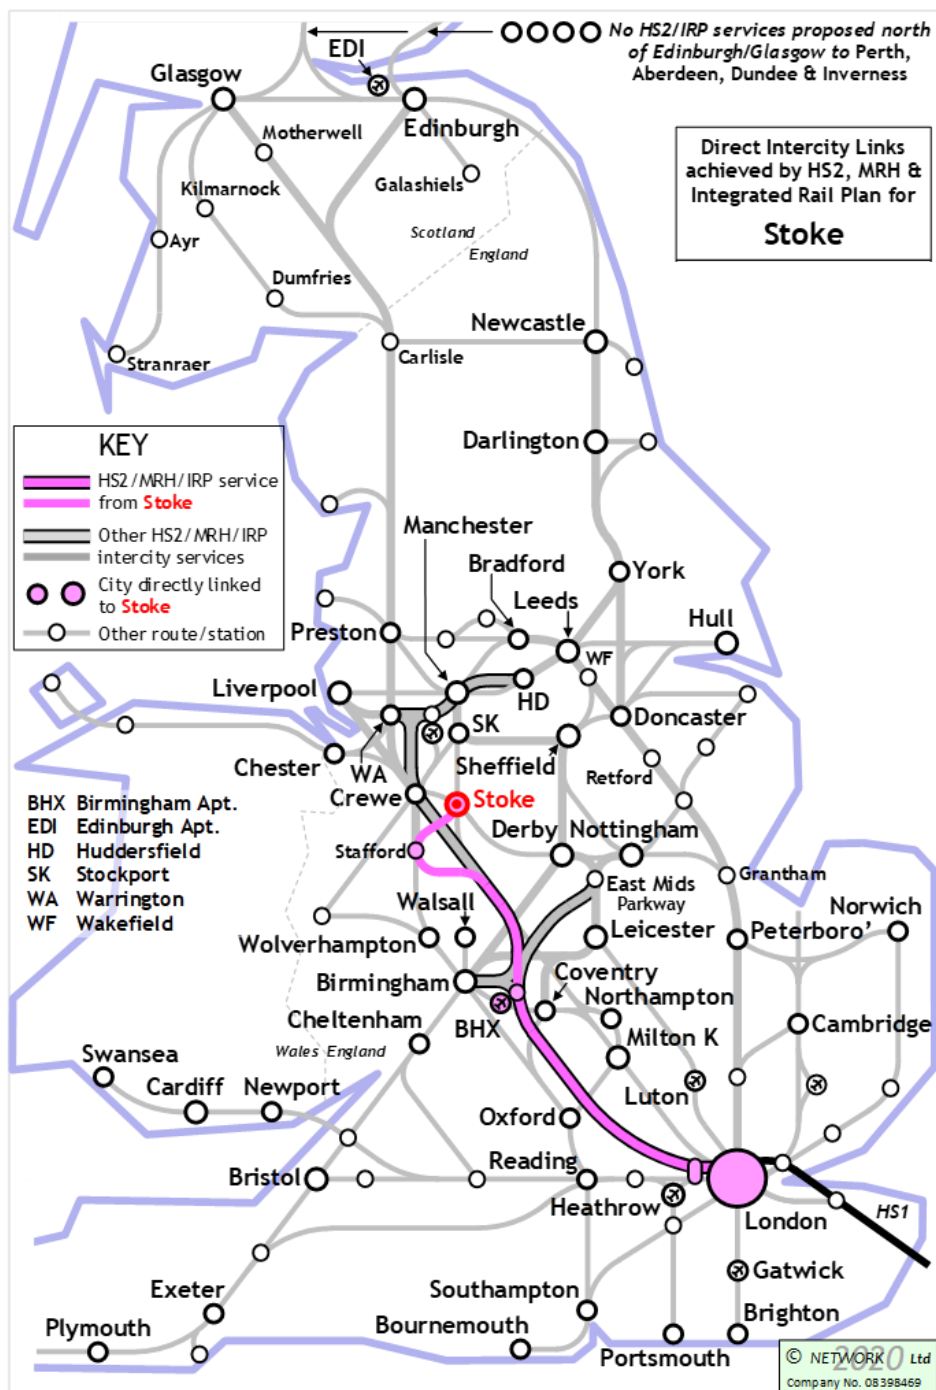 No HS2/IRP services proposed north
of Edinburgh/Glasgow to Perth,
Aberdeen, Dundee & Inverness
EDI
Glasgow
Edinburgh
Motherwell
Galashiels
Kilmarnock
Ayr
Scotland
England
Dumfries
Stranraer
Carlisle
Newcastle
Direct Intercity Links
achieved by HS2, MRH &
Integrated Rail Plan for
Stoke
Darlington
KEY
HS2/MRH/IRP service
from Stoke
Other HS2/MRH/IRP
intercity services
City directly linked
to Stoke
Other route/station
Manchester
Bradford
York
Leeds
Hull
Preston
WF
Liverpool
HD
Doncaster
SK
WA
Sheffield
Chester
Retford
Crewe
Stoke
BHX Birmingham Apt.
EDI Edinburgh Apt.
HD Huddersfield
SK Stockport
WA Warrington
WF Wakefield
Derby
Nottingham
Stafford
Grantham
East Mids
Parkway
Walsall
Norwich
Wolverhampton
Leicester
Peterboro'
Birmingham
Coventry
Northampton
BHX
Cheltenham
Milton K
Cambridge
Wales England
Swansea
Cardiff
Newport
Luton
Oxford
Reading
Bristol
Heathrow
London
HS1
Gatwick
Exeter
Southampton
Brighton
Plymouth
Bournemouth
Portsmouth
© NETWORK 2020 Ltd
Company No. 08398469